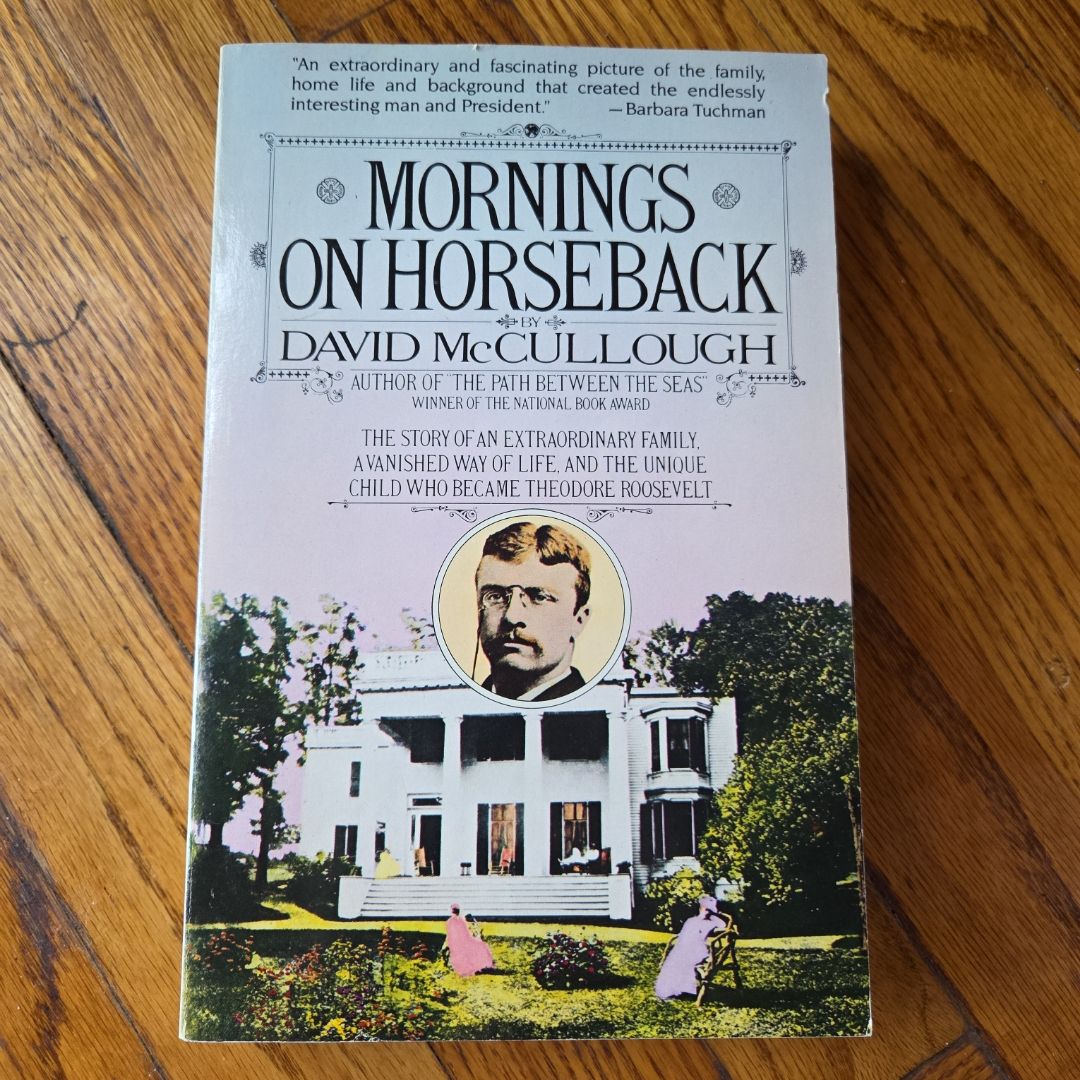 "An extraordinary and fascinating picture of the family,
home life and background that created the endlessly
interesting man and President." —Barbara Tuchman
MORNINGS
ON HORSEBACK
BY
DAVID McCULLOUGH
AUTHOR OF "THE PATH BETWEEN THE SEAS"
WINNER OF THE NATIONAL BOOK AWARD
THE STORY OF AN EXTRAORDINARY FAMILY,
A VANISHED WAY OF LIFE, AND THE UNIQUE
CHILD WHO BECAME THEODORE ROOSEVELT